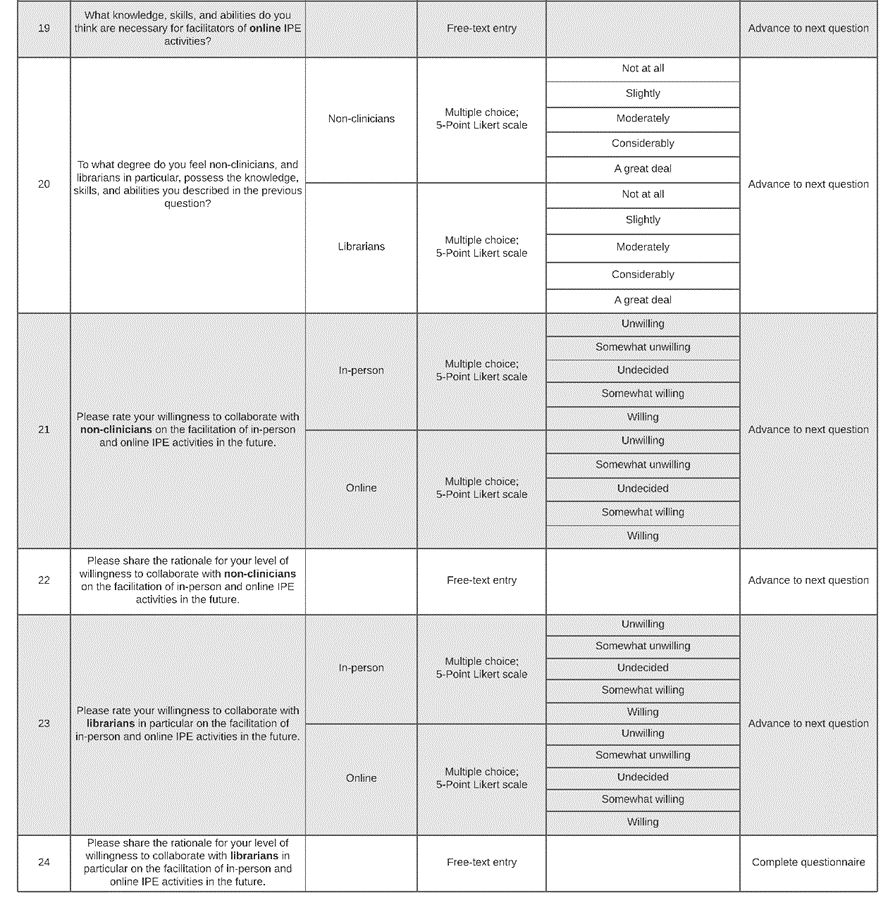 19
What knowledge, skills, and abilities do you
think are necessary for facilitators of online IPE
activities?
Free-text entry
Advance to next question
20
To what degree do you feel non-clinicians, and
librarians in particular, possess the knowledge,
skills, and abilities you described in the previous
question?
Non-clinicians
Multiple choice;
5-Point Likert scale
Not at all
Slightly
Moderately
Considerably
A great deal
Librarians
Multiple choice;
5-Point Likert scale
Not at all
Slightly
Moderately
Considerably
A great deal
Advance to next question
21
Please rate your willingness to collaborate with
non-clinicians on the facilitation of in-person
and online IPE activities in the future.
In-person
Multiple choice;
5-Point Likert scale
Unwilling
Somewhat unwilling
Undecided
Somewhat willing
Willing
Online
Multiple choice;
5-Point Likert scale
Unwilling
Somewhat unwilling
Undecided
Somewhat willing
Willing
Advance to next question
22
Please share the rationale for your level of
willingness to collaborate with non-clinicians
on the facilitation of in-person and online IPE
activities in the future.
Free-text entry
Advance to next question
23
Please rate your willingness to collaborate with
librarians in particular on the facilitation of
in-person and online IPE activities in the future.
In-person
Multiple choice;
5-Point Likert scale
Unwilling
Somewhat unwilling
Undecided
Somewhat willing
Willing
Online
Multiple choice;
5-Point Likert scale
Unwilling
Somewhat unwilling
Undecided
Somewhat willing
Willing
Advance to next question
24
Please share the rationale for your level of
willingness to collaborate with librarians in
particular on the facilitation of in-person and
online IPE activities in the future.
Free-text entry
Complete questionnaire